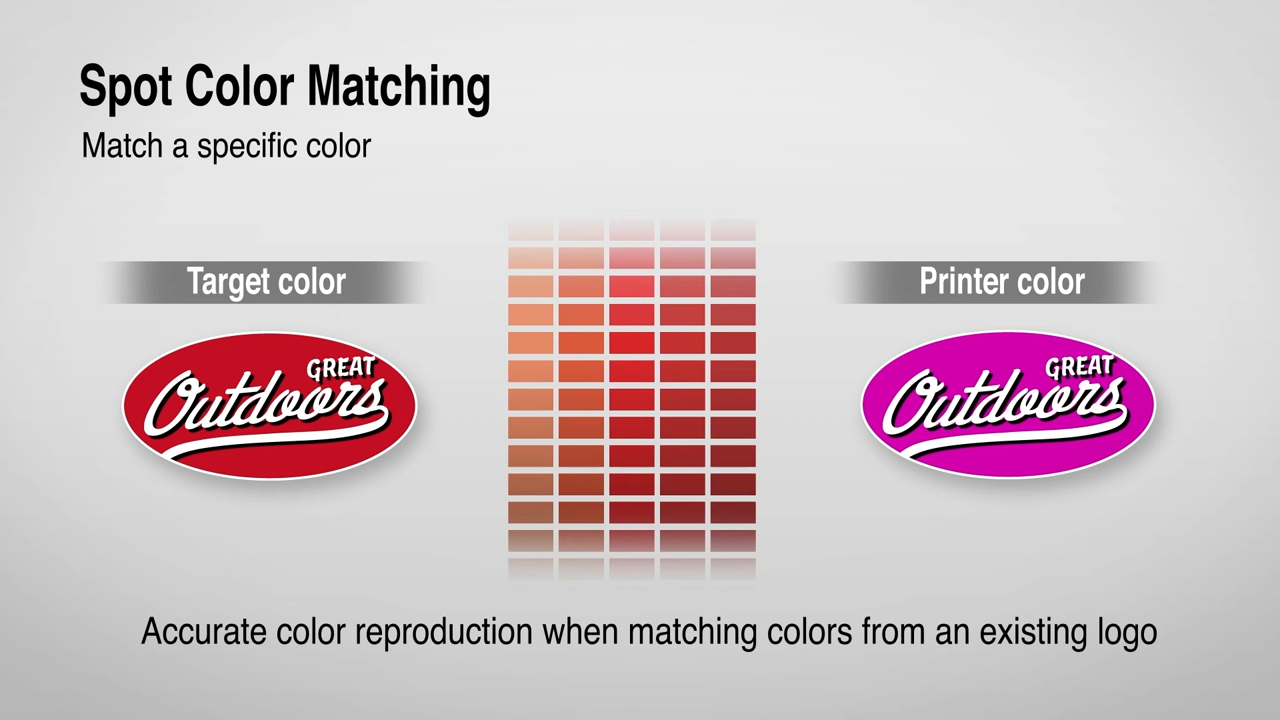 Spot Color Matching
Match a specific color
Target color
Printer color
GREAT
Outdoors
GREAT
Outdoors
Accurate color reproduction when matching colors from an existing logo